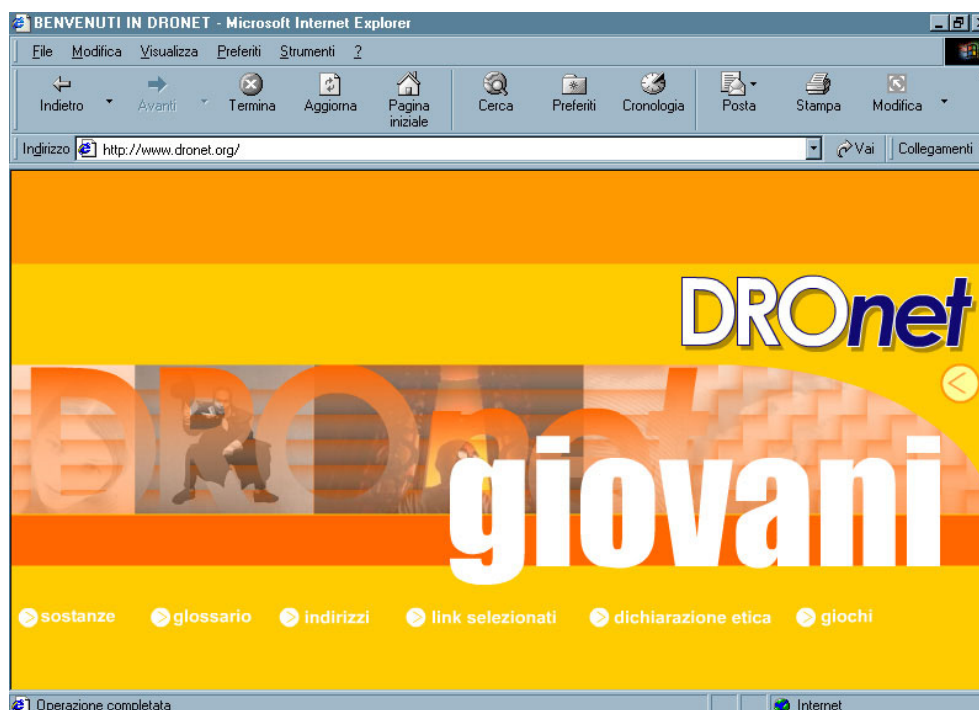 BENVENUTI IN DRONET - Microsoft Internet Explorer
File Modifica Visualizza Preferiti Strumenti ?
Indietro Avanti Termina Aggiorna Pagina iniziale Cerca Preferiti Cronologia Posta Stampa Modifica
Indirizzo http://www.dronet.org/ Vai Collegamenti
DROnet
DROnet
giovani
sostanze glossario indirizzi link selezionati dichiarazione etica giochi
Operazione completata Internet